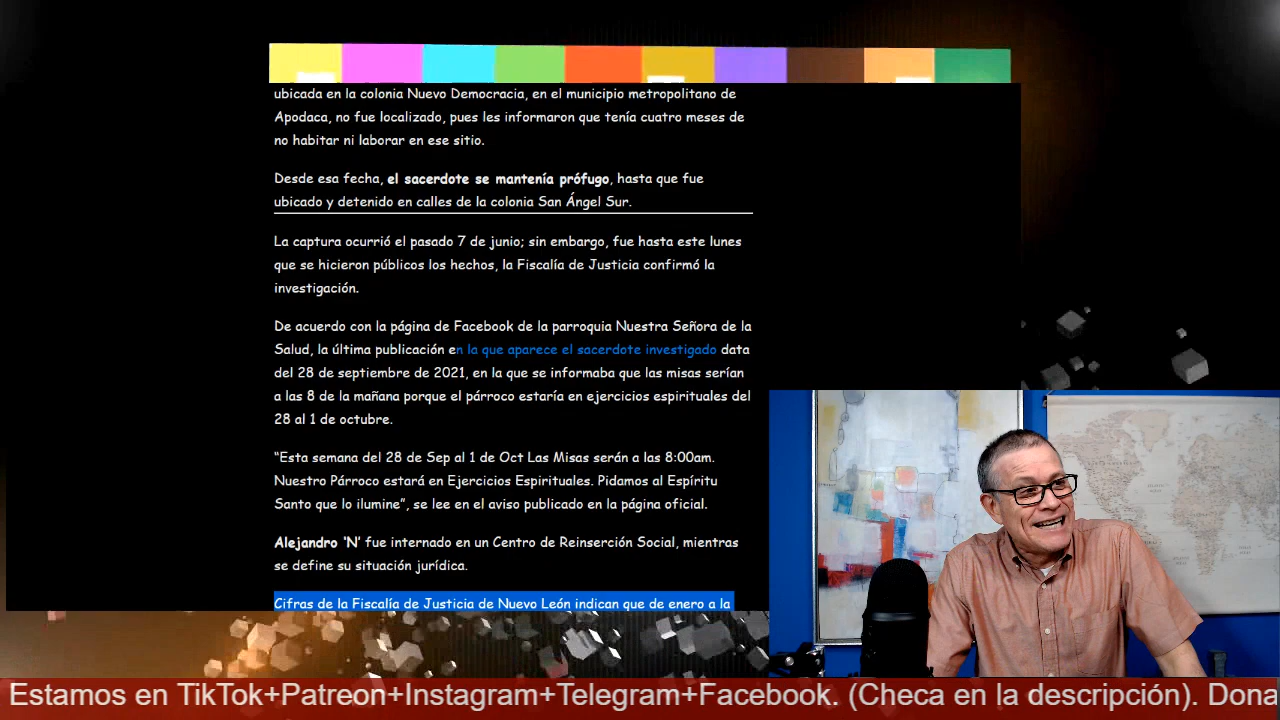 ubicada en la colonia Nuevo Democracia, en el municipio metropolitano de
Apodaca, no fue localizado, pues les informaron que tenía cuatro meses de
no habitar ni laborar en ese sitio.
Desde esa fecha, el sacerdote se mantenía prófugo, hasta que fue
ubicado y detenido en calles de la colonia San Ángel Sur.
La captura ocurrió el pasado 7 de junio; sin embargo, fue hasta este lunes
que se hicieron públicos los hechos, la Fiscalía de Justicia confirmó la
investigación.
De acuerdo con la página de Facebook de la parroquia Nuestra Señora de la
Salud, la última publicación en la que aparece el sacerdote investigado data
del 28 de septiembre de 2021, en la que se informaba que las misas serían
a las 8 de la mañana porque el párroco estaría en ejercicios espirituales del
28 al 1 de octubre.
“Esta semana del 28 de Sep al 1 de Oct Las Misas serán a las 8:00am.
Nuestro Párroco estará en Ejercicios Espirituales. Pidamos al Espíritu
Santo que lo ilumine”, se lee en el aviso publicado en la página oficial.
Alejandro ‘N’ fue internado en un Centro de Reinserción Social, mientras
se define su situación jurídica.
Cifras de la Fiscalía de Justicia de Nuevo León indican que de enero a la
Estamos en TikTok+Patreon+Instagram+Telegram+Facebook. (Checa en la descripción). Dona